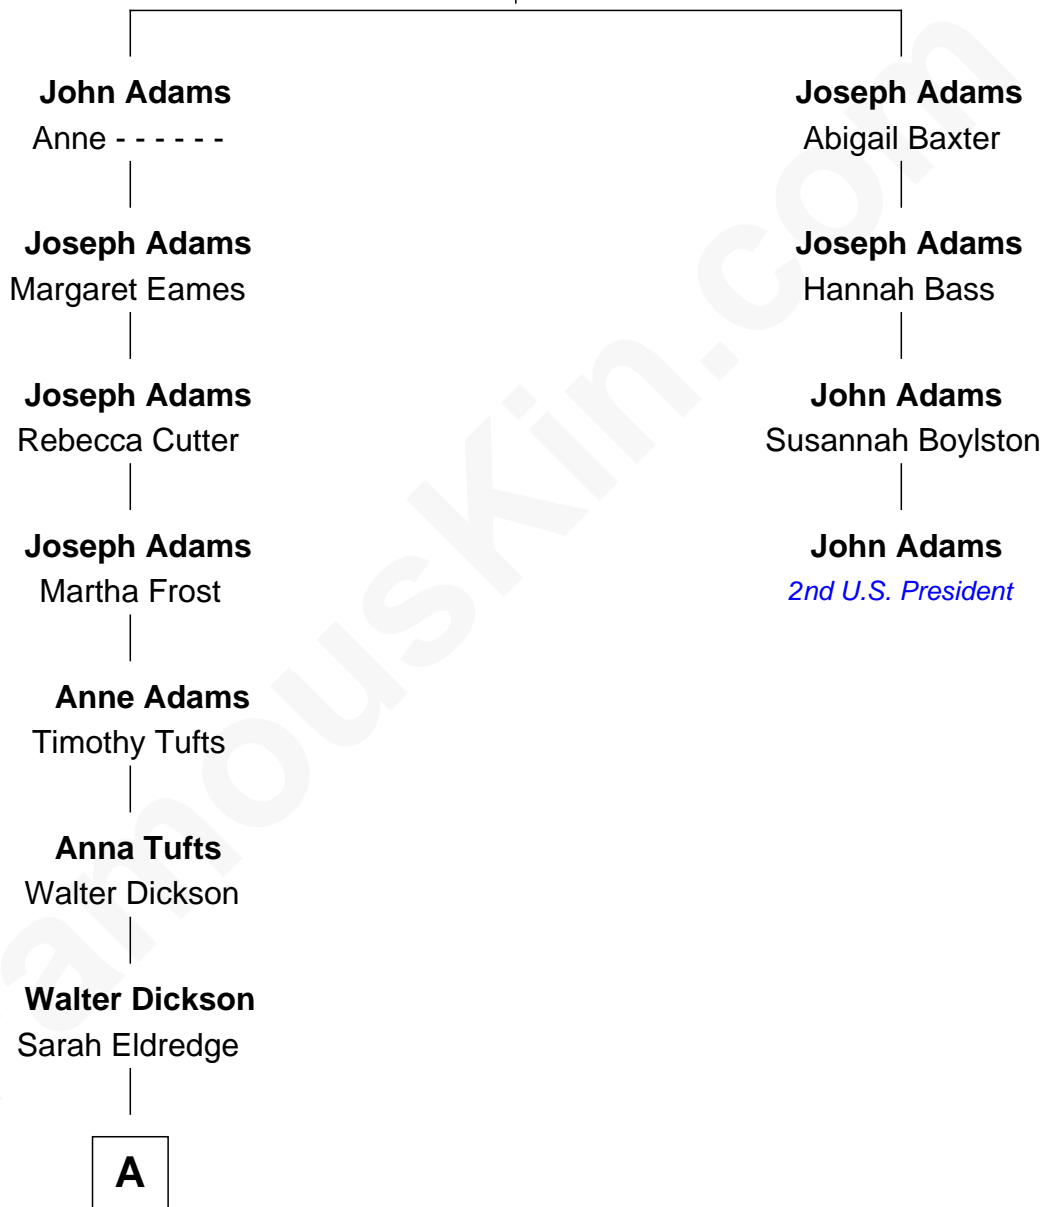 John Adams
Anne - - - - - -
Joseph Adams
Margaret Eames
Joseph Adams
Rebecca Cutter
Joseph Adams
Martha Frost
Anne Adams
Timothy Tufts
Anna Tufts
Walter Dickson
Walter Dickson
Sarah Eldredge
A
Joseph Adams
Abigail Baxter
Joseph Adams
Hannah Bass
John Adams
Susannah Boylston
John Adams
2nd U.S. President
FamousKin.com